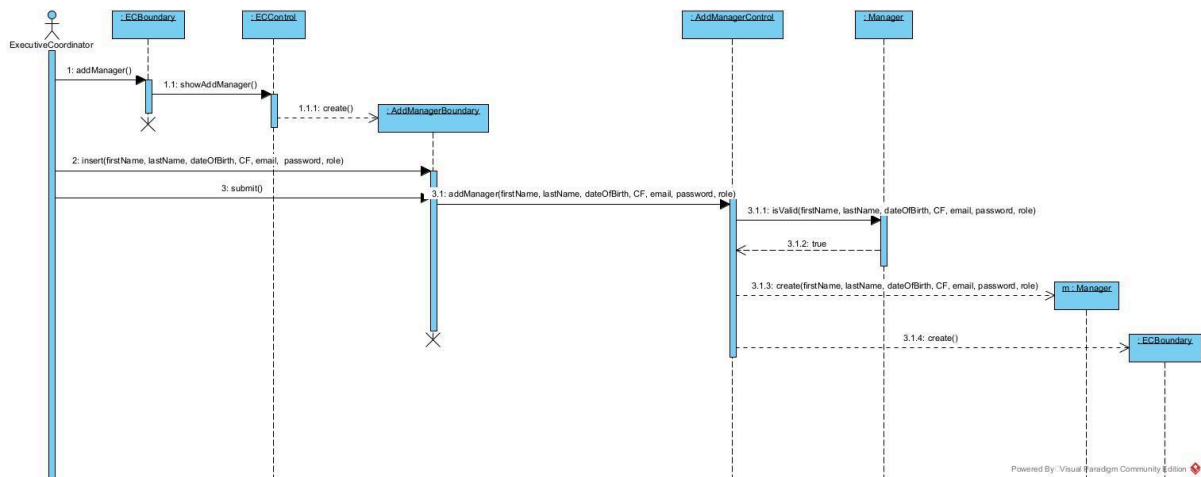 : ECBoundary
: ECControl
: AddManagerControl
: Manager
ExecutiveCoordinator
1: addManager()
1.1: showAddManager()
1.1.1: create()
: AddManagerBoundary
2: insert(firstName, lastName, dateOfBirth, CF, email, password, role)
3: submit()
3.1: addManager(firstName, lastName, dateOfBirth, CF, email, password, role)
3.1.1: isValid(firstName, lastName, dateOfBirth, CF, email, password, role)
3.1.2: true
3.1.3: create(firstName, lastName, dateOfBirth, CF, email, password, role)
m : Manager
3.1.4: create()
: ECBoundary
Powered By Visual Paradigm Community Edition